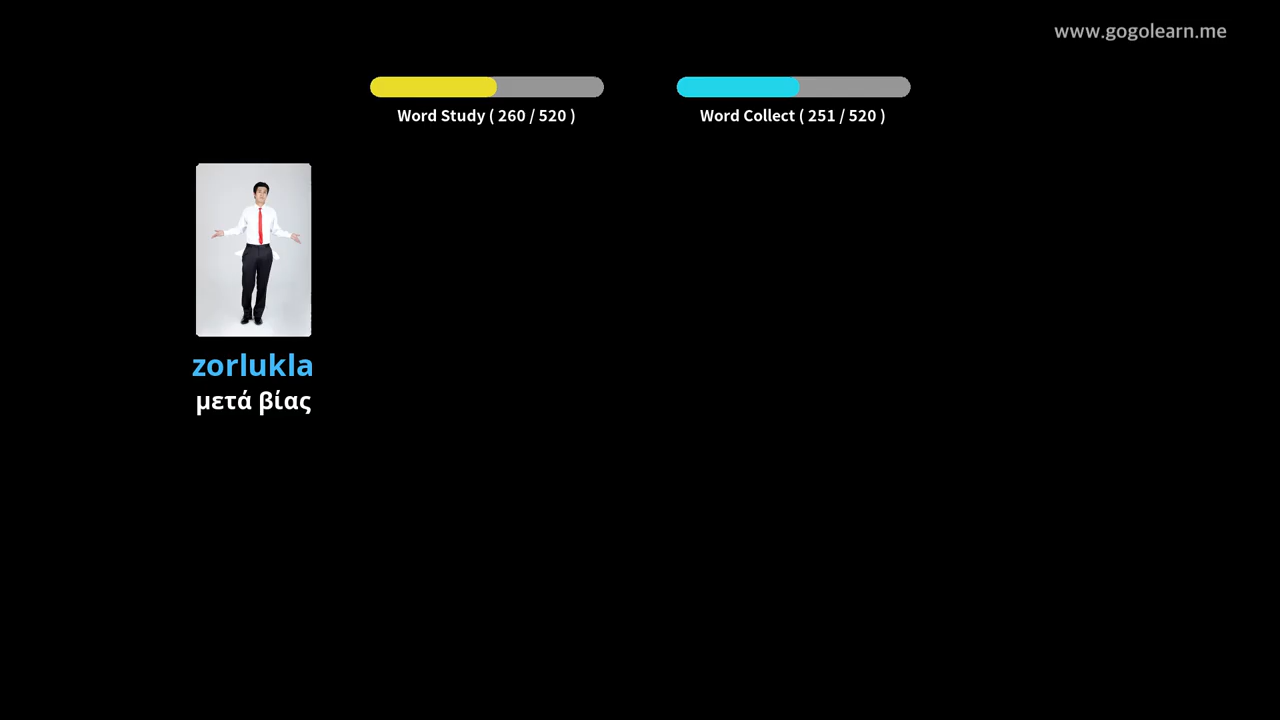 www.gogolearn.me
Word Study ( 260 / 520 )
Word Collect ( 251 / 520 )
zorlukla
μετά βίας